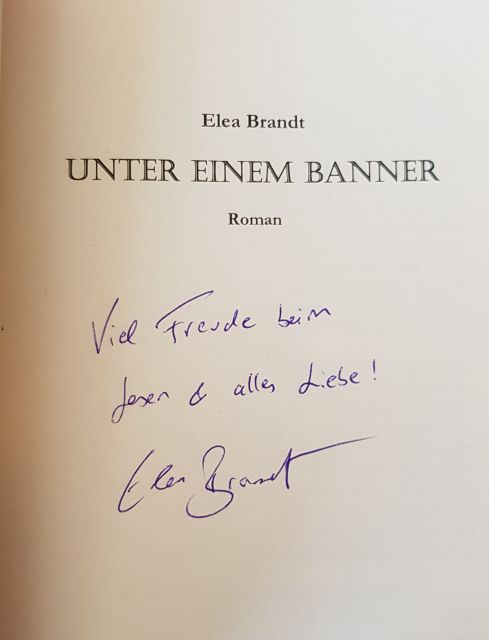 Elea Brandt
UNTER EINEM BANNER
Roman
Viel Freude beim
Lesen & alles Liebe!
Elea Brandt